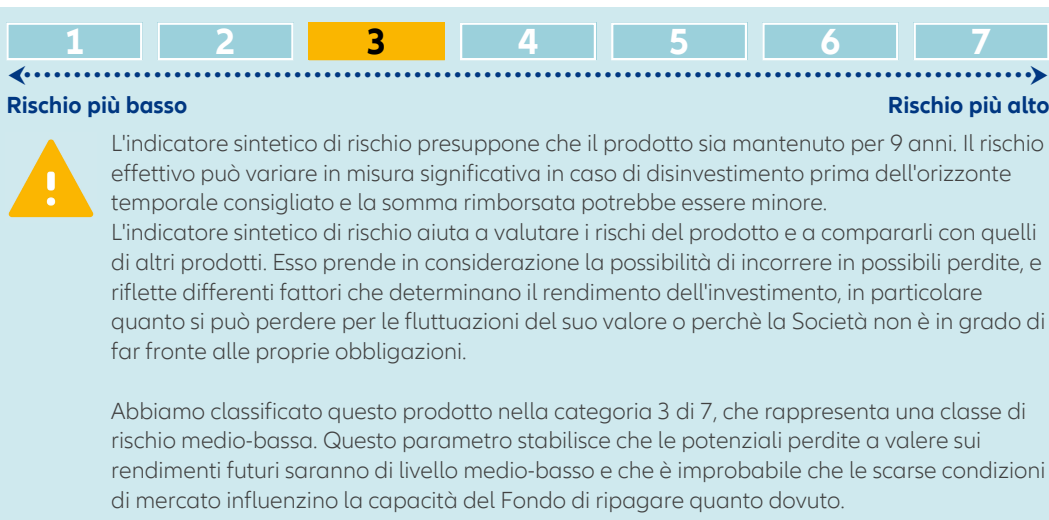 1 2 3 4 5 6 7
Rischio più basso Rischio più alto
L'indicatore sintetico di rischio presuppone che il prodotto sia mantenuto per 9 anni. Il rischio
effettivo può variare in misura significativa in caso di disinvestimento prima dell'orizzonte
temporale consigliato e la somma rimborsata potrebbe essere minore.
L'indicatore sintetico di rischio aiuta a valutare i rischi del prodotto e a compararli con quelli
di altri prodotti. Esso prende in considerazione la possibilità di incorrere in possibili perdite, e
riflette differenti fattori che determinano il rendimento dell'investimento, in particolare
quanto si può perdere per le fluttuazioni del suo valore o perchè la Società non è in grado di
far fronte alle proprie obbligazioni.
Abbiamo classificato questo prodotto nella categoria 3 di 7, che rappresenta una classe di
rischio medio-bassa. Questo parametro stabilisce che le potenziali perdite a valere sui
rendimenti futuri saranno di livello medio-basso e che è improbabile che le scarse condizioni
di mercato influenzino la capacità del Fondo di ripagare quanto dovuto.